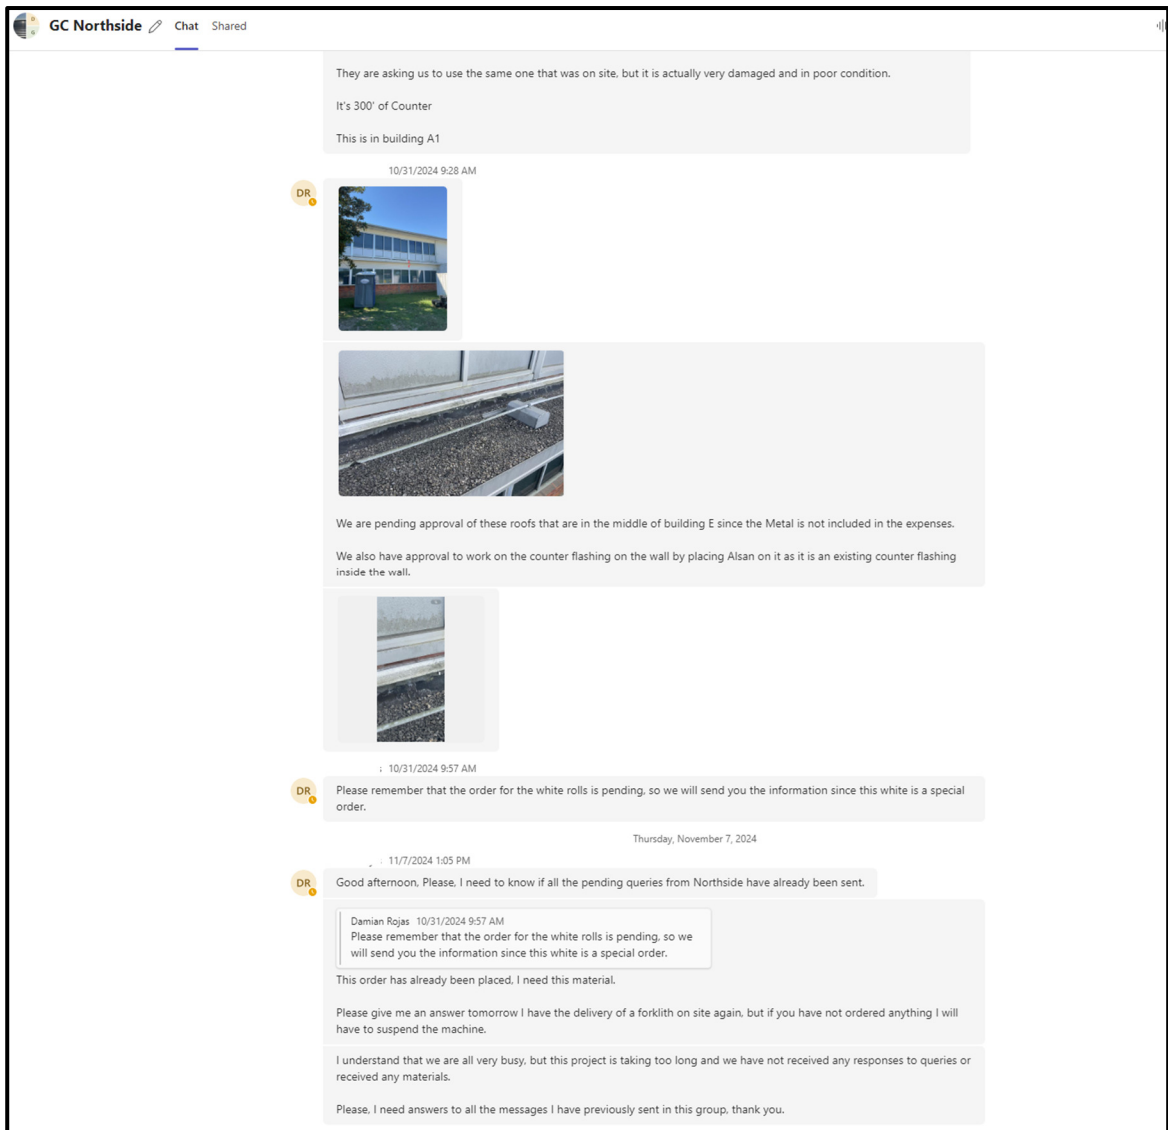 GC Northside Chat Shared
They are asking us to use the same one that was on site, but it is actually very damaged and in poor condition.
It's 300' of Counter
This is in building A1
10/31/2024 9:28 AM
DR
We are pending approval of these roofs that are in the middle of building E since the Metal is not included in the expenses.
We also have approval to work on the counter flashing on the wall by placing Alsan on it as it is an existing counter flashing
inside the wall.
10/31/2024 9:57 AM
DR
Please remember that the order for the white rolls is pending, so we will send you the information since this white is a special
order.
Thursday, November 7, 2024
11/7/2024 1:05 PM
DR
Good afternoon, Please, I need to know if all the pending queries from Northside have already been sent.
Damian Rojas 10/31/2024 9:57 AM
Please remember that the order for the white rolls is pending, so we
will send you the information since this white is a special order.
This order has already been placed, I need this material.
Please give me an answer tomorrow I have the delivery of a forklith on site again, but if you have not ordered anything I will
have to suspend the machine.
I understand that we are all very busy, but this project is taking too long and we have not received any responses to queries or
received any materials.
Please, I need answers to all the messages I have previously sent in this group, thank you.